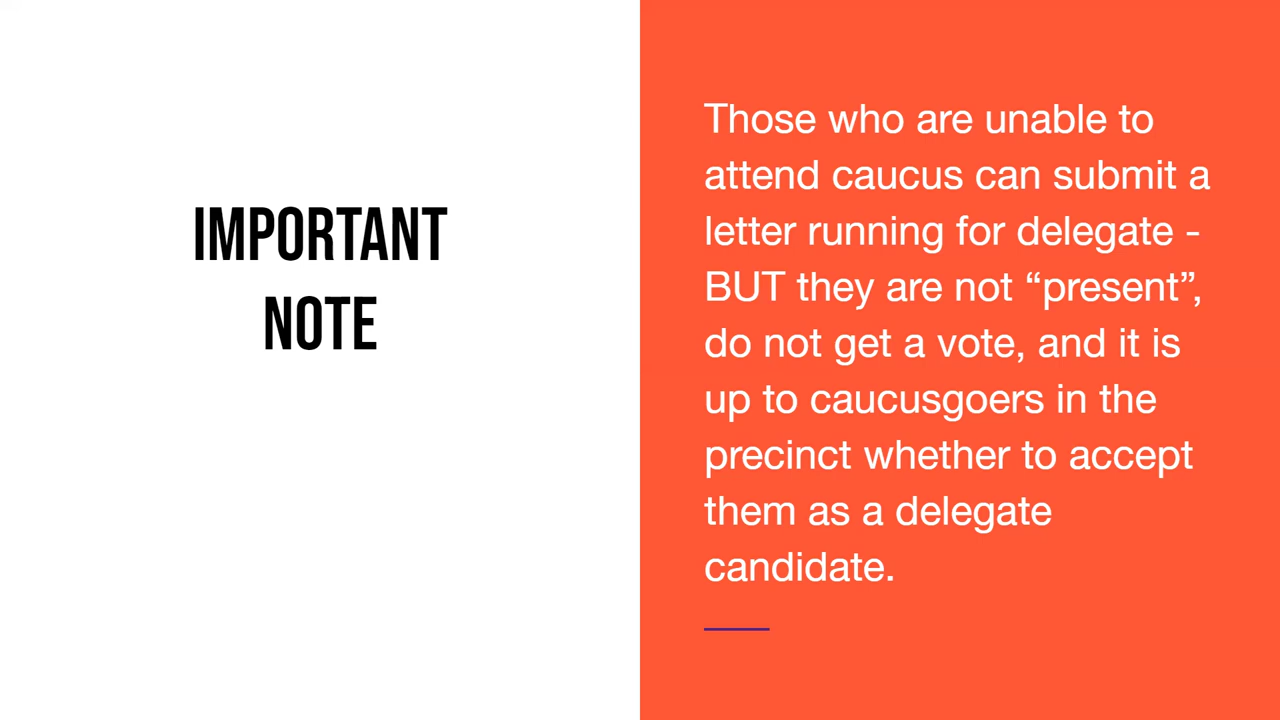 IMPORTANT
NOTE
Those who are unable to
attend caucus can submit a
letter running for delegate -
BUT they are not “present”,
do not get a vote, and it is
up to caucusgoers in the
precinct whether to accept
them as a delegate
candidate.